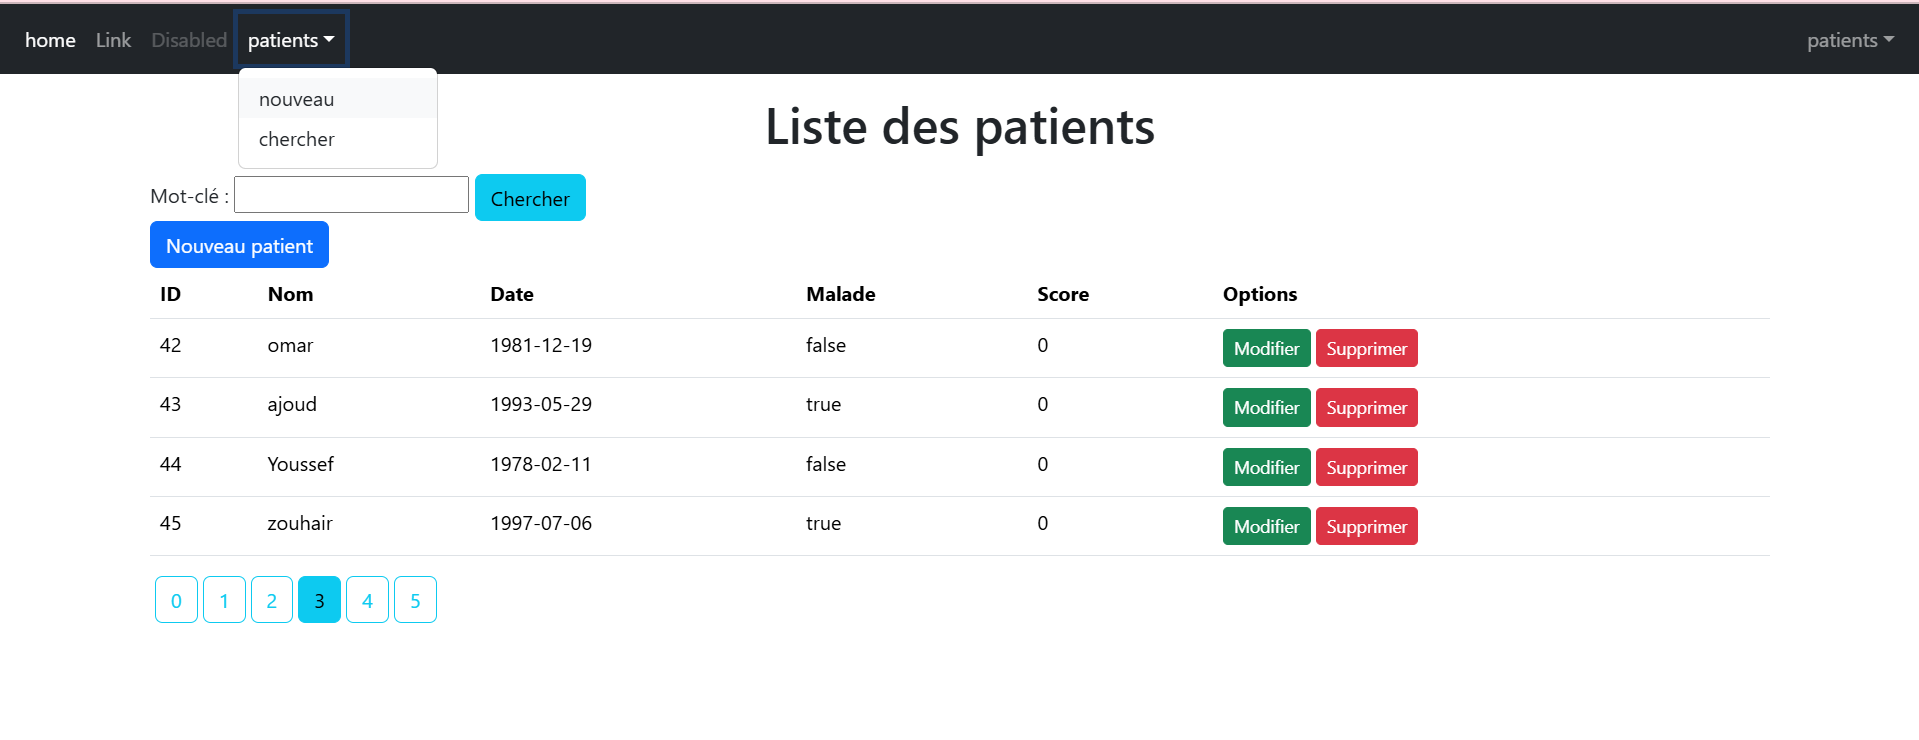 home Link Disabled patients patients
nouveau
chercher
Liste des patients
Mot-clé : Chercher
Nouveau patient
ID Nom Date Malade Score Options
42 omar 1981-12-19 false 0 Modifier Supprimer
43 ajoud 1993-05-29 true 0 Modifier Supprimer
44 Youssef 1978-02-11 false 0 Modifier Supprimer
45 zouhair 1997-07-06 true 0 Modifier Supprimer
0 1 2 3 4 5